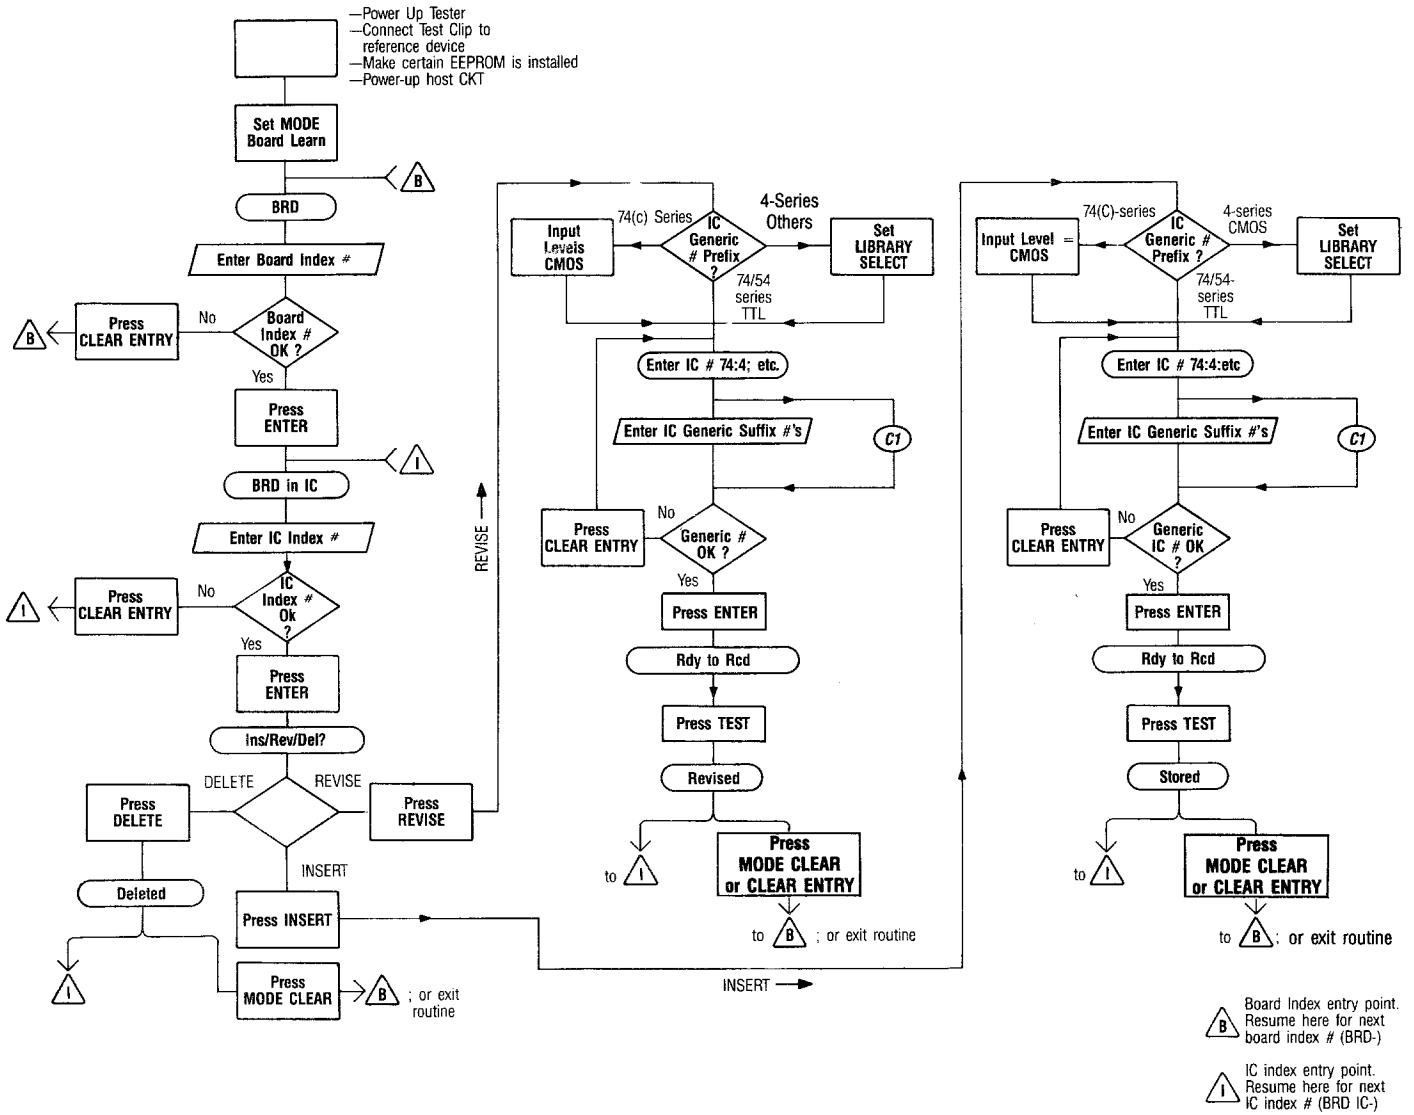 —Power Up Tester
—Connect Test Clip to
reference device
—Make certain EEPROM is installed
—Power-up host CKT
Set MODE
Board Learn
B
BRD
Enter Board Index #
Board
Index #
OK ?
No
Press
CLEAR ENTRY
B
Yes
Press
ENTER
I
BRD in IC
Enter IC Index #
IC
Index #
Ok
?
No
Press
CLEAR ENTRY
I
Yes
Press
ENTER
Ins/Rev/Del?
DELETE
REVISE
Press
DELETE
Press
REVISE
INSERT
Deleted
Press INSERT
I
Press
MODE CLEAR
B
; or exit
routine
REVISE
INSERT
74(c) Series
IC
Generic
# Prefix
?
4-Series
Others
Input
Levels
CMOS
Set
LIBRARY
SELECT
74/54
series
TTL
Enter IC # 74:4; etc.
Enter IC Generic Suffix #'s
C1
No
Generic #
OK ?
Press
CLEAR ENTRY
Yes
Press ENTER
Rdy to Rcd
Press TEST
Revised
to
I
Press
MODE CLEAR
or CLEAR ENTRY
to
B
; or exit routine
74(C)-series
IC
Generic #
Prefix ?
4-series
CMOS
Input Level =
CMOS
Set
LIBRARY
SELECT
74/54-
series
TTL
Enter IC # 74:4:etc
Enter IC Generic Suffix #'s
C1
No
Generic
IC # OK
?
Press
CLEAR ENTRY
Yes
Press ENTER
Rdy to Rcd
Press TEST
Stored
to
I
Press
MODE CLEAR
or CLEAR ENTRY
to
B
; or exit routine
B
Board Index entry point.
Resume here for next
board index # (BRD-)
I
IC index entry point.
Resume here for next
IC index # (BRD IC-)